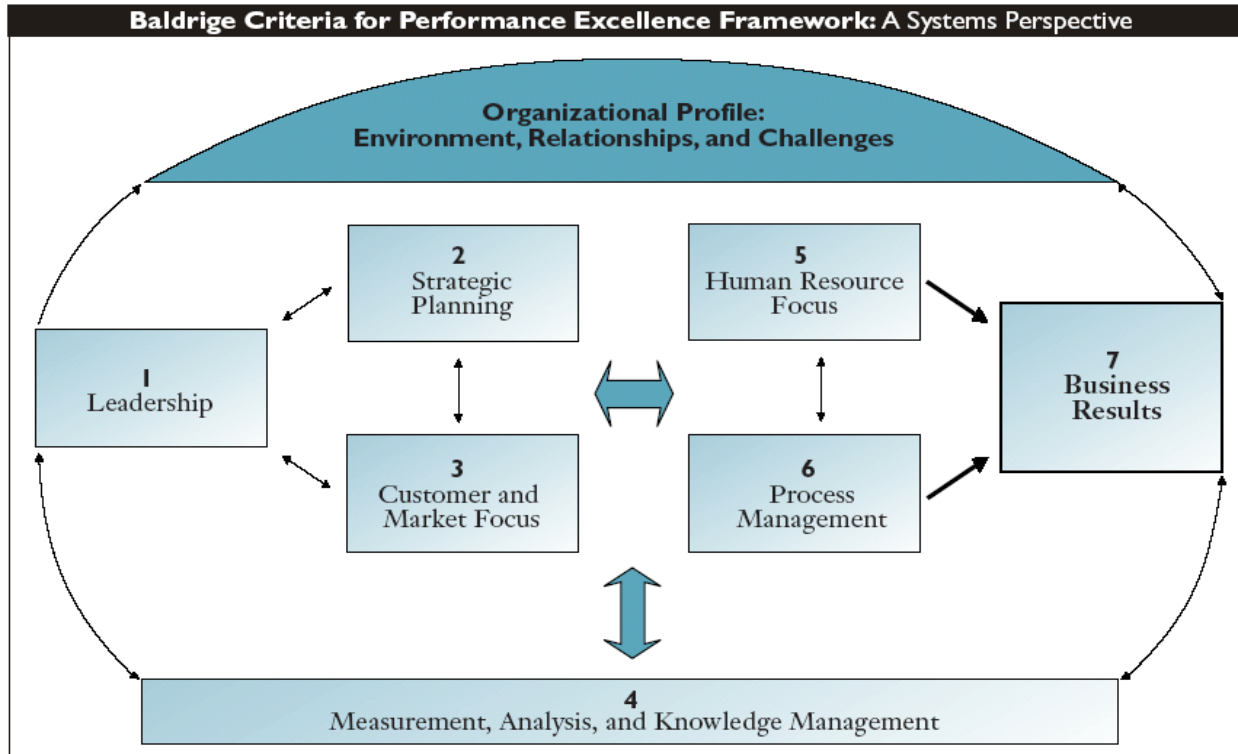 Baldrige Criteria for Performance Excellence Framework: A Systems Perspective
Organizational Profile:
Environment, Relationships, and Challenges
1
Leadership
2
Strategic
Planning
3
Customer and
Market Focus
5
Human Resource
Focus
6
Process
Management
7
Business
Results
4
Measurement, Analysis, and Knowledge Management